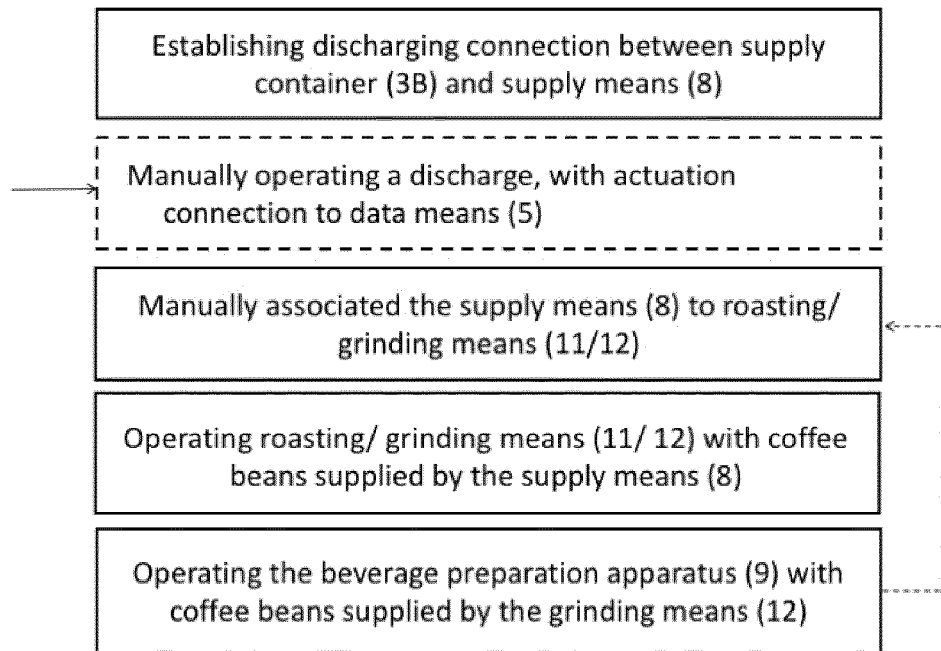 Establishing discharging connection between supply
container (3B) and supply means (8)
Manually operating a discharge, with actuation
connection to data means (5)
Manually associated the supply means (8) to roasting/
grinding means (11/12)
Operating roasting/ grinding means (11/ 12) with coffee
beans supplied by the supply means (8)
Operating the beverage preparation apparatus (9) with
coffee beans supplied by the grinding means (12)